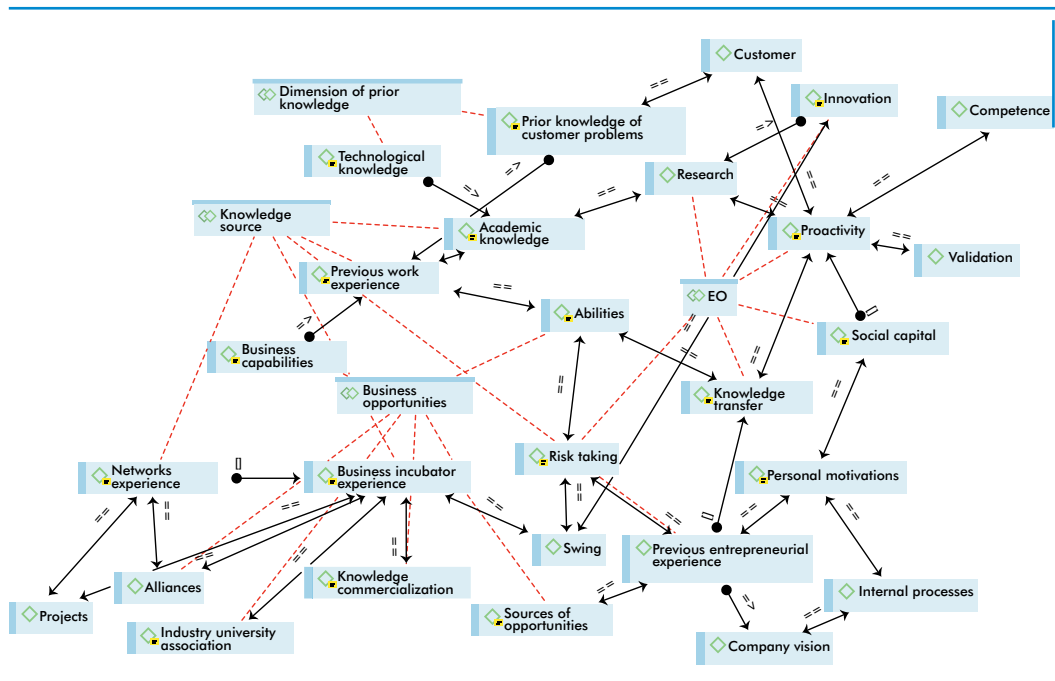 Customer
Dimension of prior
knowledge
Innovation
Competence
Prior knowledge of
customer problems
==
=>
Technological
knowledge
=>
=>
Research
==
==
==
==
Knowledge
source
Academic
knowledge
Proactivity
==
Validation
Previous work
experience
==
EO
Abilities
[]
=>
Social capital
==
Business
capabilities
==
==
==
Business
opportunities
==
Knowledge
transfer
==
Networks
experience
[]
Business incubator
experience
Risk taking
Personal motivations
==
==
==
==
==
==
==
[]
==
==
==
==
==
Swing
Previous entrepreneurial
experience
Alliances
Knowledge
commercialization
==
=>
Internal processes
Projects
Sources of
opportunities
==
Industry university
association
Company vision